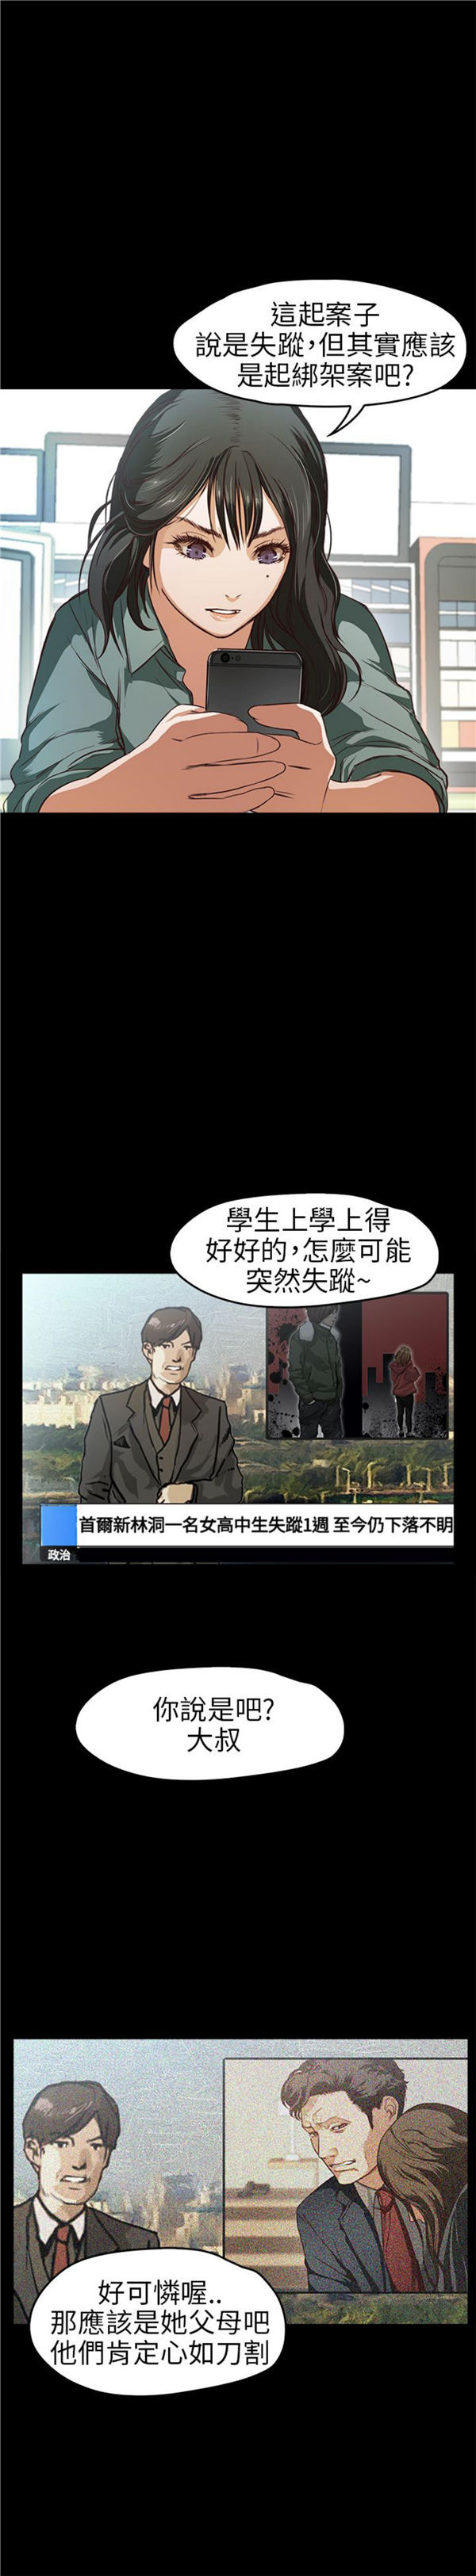 這起案子
說是失蹤，但其實應該
是起綁架案吧?
學生上學上得
好好的，怎麼可能
突然失蹤~
首爾新林洞一名女高中生失蹤1週 至今仍下落不明
政治
你說是吧?
大叔
好可憐喔..
那應該是她父母吧
他們肯定心如刀割